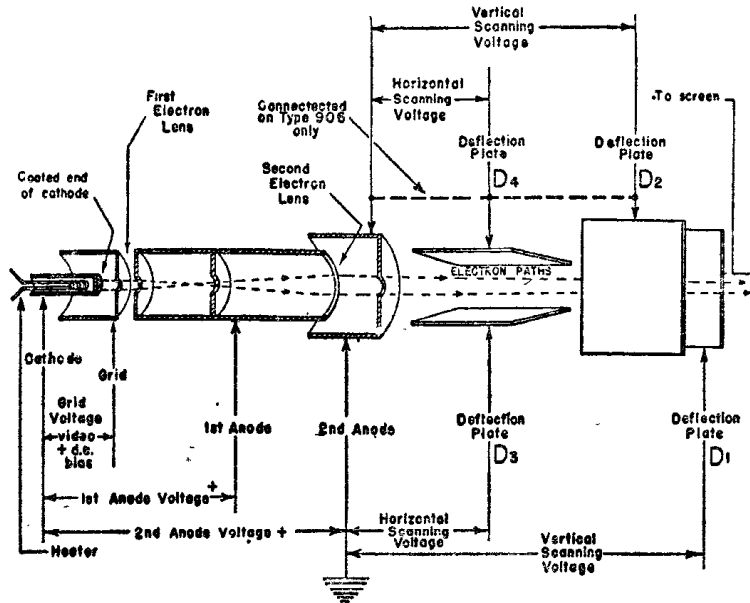 Vertical
Scanning
Voltage
Horizontal
Scanning
Voltage
To screen
First
Electron
Lens
Connectected
on Type 906
only
Deflection
Plate
D4
Deflection
Plate
D2
Coated end
of cathode
Second
Electron
Lens
ELECTRON PATHS
Cathode
Grid
Grid
Voltage
video
+ d.c.
bias
1st Anode
2nd Anode
Deflection
Plate
D3
Deflection
Plate
D1
1st Anode Voltage +
2nd Anode Voltage +
Horizontal
Scanning
Voltage
Vertical
Scanning
Voltage
Heater